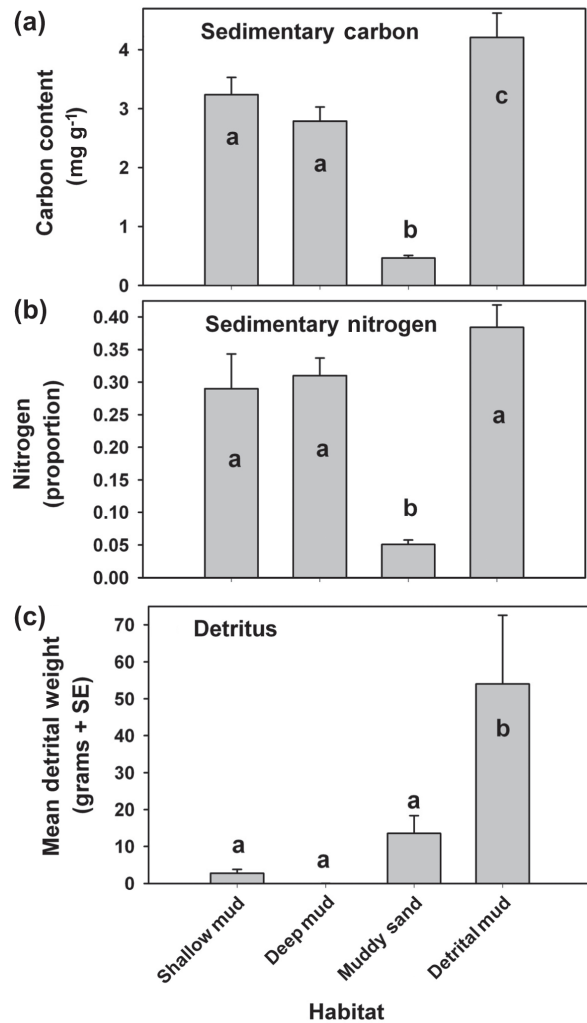 (a)
Sedimentary carbon
Carbon content
(mg g⁻¹)
4
3
2
1
0
a
a
b
c
(b)
Sedimentary nitrogen
Nitrogen
(proportion)
0.40
0.35
0.30
0.25
0.20
0.15
0.10
0.05
0.00
a
a
b
a
(c)
Detritus
Mean detrital weight
(grams + SE)
70
60
50
40
30
20
10
0
a
a
a
b
Shallow mud
Deep mud
Muddy sand
Detrital mud
Habitat